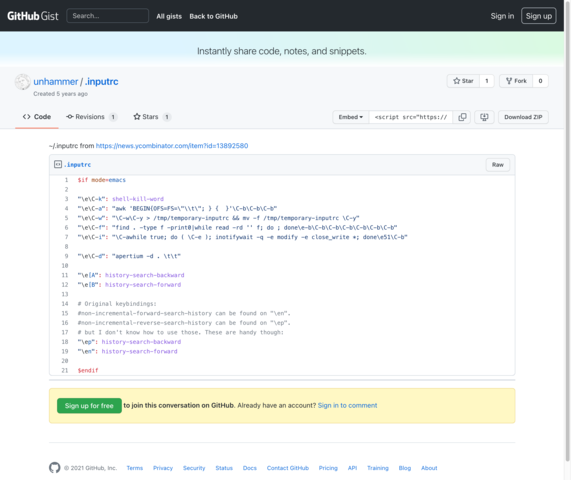 GitHub Gist Search... All gists Back to GitHub Sign in Sign up
Instantly share code, notes, and snippets.
unhammer / .inputrc
Created 5 years ago
Star 1 Fork 0
Code Revisions 1 Stars 1
Embed <script src="https:// Download ZIP
~/.inputrc from https://news.ycombinator.com/item?id=13892580
.inputrc Raw
1 $if mode=emacs
2
3 "\e\C-k": shell-kill-word
4 "\e\C-a": "awk 'BEGIN{OFS=FS=\"\\t\"; } {  }'\C-b\C-b\C-b"
5 "\e\C-w": "\C-w\C-y > /tmp/temporary-inputrc && mv -f /tmp/temporary-inputrc \C-y"
6 "\e\C-f": "find . -type f -print0|while read -rd '' f; do ; done\e-b\C-b\C-b\C-b\C-b\C-b\C-b\C-b"
7 "\e\C-i": "\C-awhile true; do ( \C-e ); inotifywait -q -e modify -e close_write *; done\e51\C-b"
8
9 "\e\C-d": "apertium -d . \t\t"
10
11 "\e[A": history-search-backward
12 "\e[B": history-search-forward
13
14 # Original keybindings:
15 #non-incremental-forward-search-history can be found on "\en".
16 #non-incremental-reverse-search-history can be found on "\ep".
17 # but I don't know how to use those. These are handy though:
18 "\ep": history-search-backward
19 "\en": history-search-forward
20
21 $endif
Sign up for free to join this conversation on GitHub. Already have an account? Sign in to comment
© 2021 GitHub, Inc. Terms Privacy Security Status Docs Contact GitHub Pricing API Training Blog About